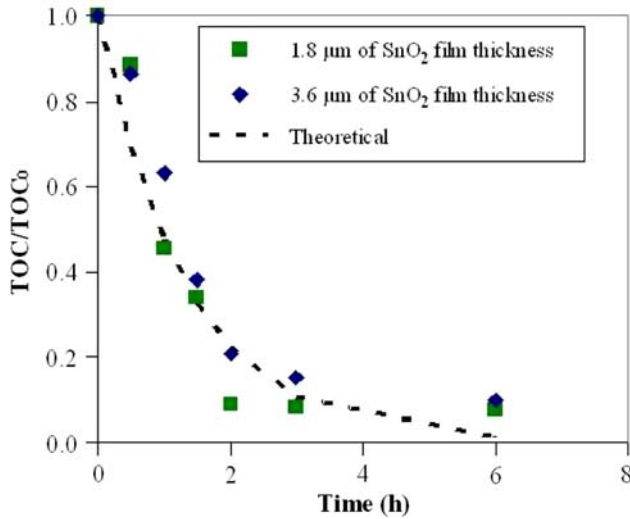 1.0
0.8
0.6
0.4
0.2
0.0
TOC/TOC₀
1.8 µm of SnO₂ film thickness
3.6 µm of SnO₂ film thickness
Theoretical
0 2 4 6 8
Time (h)